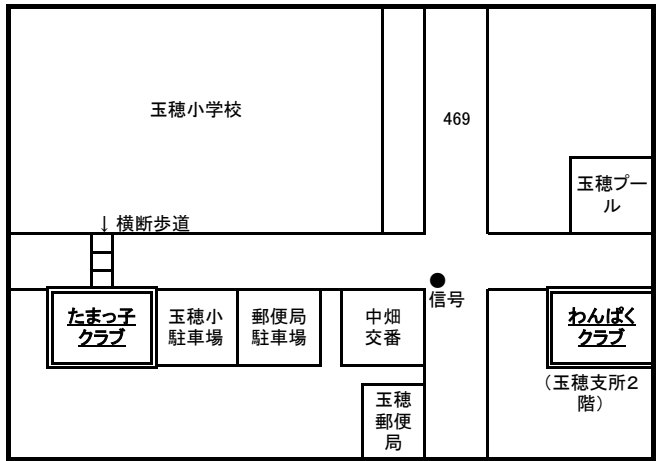 玉穂小学校
469
玉穂プー
ル
↓ 横断歩道
信号
たまっ子
クラブ
玉穂小
駐車場
郵便局
駐車場
中畑
交番
わんぱく
クラブ
（玉穂支所２
階）
玉穂
郵便
局